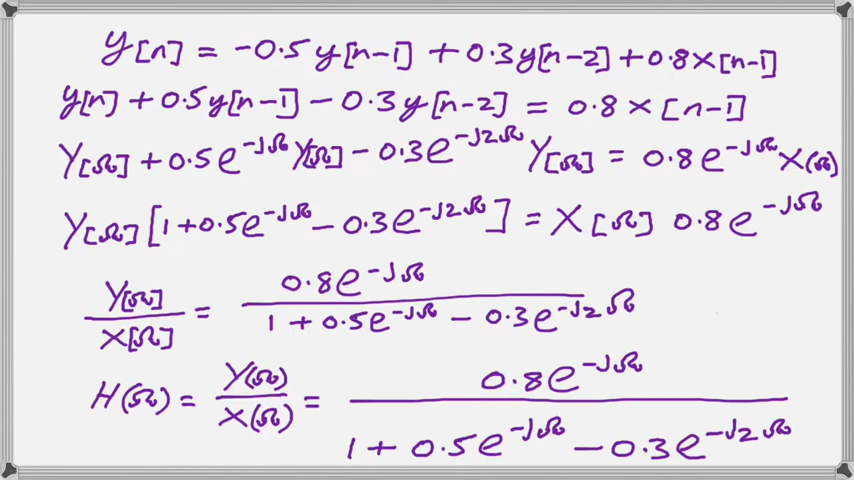 y[n] = -0.5y[n-1] + 0.3y[n-2] + 0.8x[n-1]
y[n] + 0.5y[n-1] - 0.3y[n-2] = 0.8x[n-1]
Y[Ω] + 0.5e^{-jΩ} Y[Ω] - 0.3e^{-j2Ω} Y[Ω] = 0.8e^{-jΩ} X(Ω)
Y[Ω] [1 + 0.5e^{-jΩ} - 0.3e^{-j2Ω}] = X[Ω] 0.8e^{-jΩ}
Y[Ω]/X[Ω] = 0.8e^{-jΩ} / (1 + 0.5e^{-jΩ} - 0.3e^{-j2Ω})
H(Ω) = Y(Ω)/X(Ω) = 0.8e^{-jΩ} / (1 + 0.5e^{-jΩ} - 0.3e^{-j2Ω})